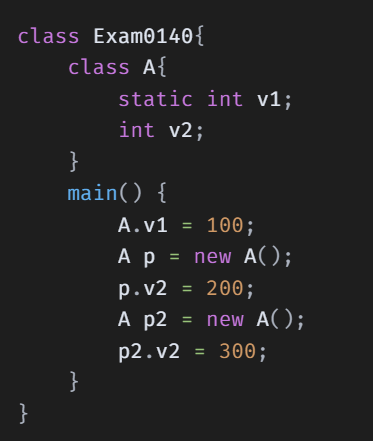 class Exam0140{
    class A{
        static int v1;
        int v2;
    }
    main() {
        A.v1 = 100;
        A p = new A();
        p.v2 = 200;
        A p2 = new A();
        p2.v2 = 300;
    }
}